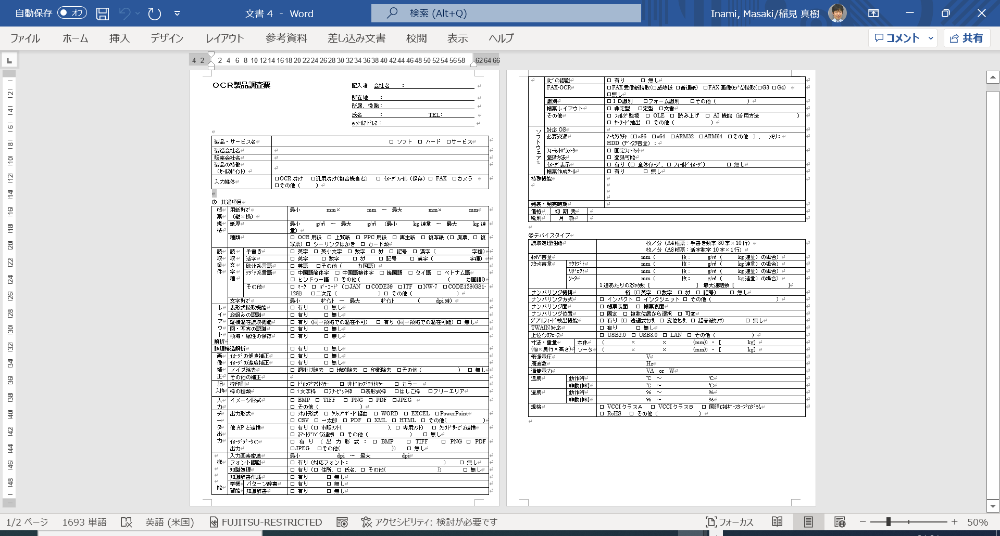 自動保存 オフ 文書 4 - Word 検索 (Alt+Q) Inami, Masaki/稲見 真樹
ファイル ホーム 挿入 デザイン レイアウト 参考資料 差し込み文書 校閲 表示 ヘルプ コメント 共有
4 2 2 4 6 8 10 12 14 16 18 20 22 24 26 28 30 32 34 36 38 40 42 44 46 48 50 52 54 56 58 62 64 66
OCR製品調査票
記入者 会社名 :
所在地 :
所属、役職:
氏名 : TEL:
eメールアドレス:
製品・サービス名 □ ソフト □ ハード □サービス
製造会社名
販売会社名
製品の特徴
(セールスポイント)
入力媒体 □OCRスキャナ □汎用スキャナ(複合機含む) □ イメージファイル(保存) □ FAX □カメラ
□その他( )
① 共通項目
帳票規格
用紙サイズ 最小 mm× mm ~ 最大 mm× mm
(縦×横)
紙厚 最小 g/㎡ ~ 最大 g/㎡ (最小 kg連量 ~ 最大 kg連量)
種類 □ OCR用紙 □ 上質紙 □ PPC用紙 □ 再生紙 □ 複写紙(□ 原票、□ 複写票) □ シーリングはがき □ カード類
読取条件
読取文字種
手書き □ 英字 □ 英小文字 □ 数字 □ カナ □ 記号 □ 漢字( 字種)
活字 □ 英字 □ 数字 □ カナ □ 記号 □ 漢字( 字種)
欧州系言語 □ 英語 □その他( カ国語)
アジア系言語 □ 中国語簡体字 □ 中国語繁体字 □ 韓国語 □ タイ語 □ ベトナム語
□ ヒンドゥー語 □ その他( ( カ国語))
その他 □ マーク □ バーコード(□JAN □CODE39 □ITF □NW-7 □CODE128(GS1-128)) □二次元( ) □ その他( )
文字サイズ 最小 ポイント ~ 最大 ポイント ( dpi時)
レイアウト解析
表形式読取機能 □ 有り □ 無し
段組みの認識 □ 有り □ 無し
縦横混在読取機能 □ 有り(同一領域での混在不可) □ 有り(同一領域での混在可能) □ 無し
図・写真の認識 □ 有り □ 無し
領域・属性の保存 □ 有り □ 無し
論理構造解析 □ 有り □ 無し
画像補正
イメージの傾き補正 □ 有り □ 無し
イメージの濃度補正 □ 有り □ 無し
ノイズ除去 □ 網掛け除去 □ 地紋除去 □ 印影除去 □その他( ) □ 無し
その他の補正
記入枠
枠印刷 □ ドロップアウトカラー □ 非ドロップアウトカラー □ カラー
枠の種類 □ 1文字枠 □フリーピッチ枠 □表形式枠 □はしご枠 □フリーエリア
入力 イメージ形式 □ BMP □ TIFF □ PNG □ PDF □JPEG
□ その他( )
データ出力
出力形式 □ テキスト形式 □ クリップボード経由 □ WORD □ EXCEL □PowerPoint
□ CSV □ 一太郎 □ PDF □ XML □ HTML □ その他( )
他APと連携 □ 有り(□ 市販ソフト( )、□ 専用ソフト) □ クラウドサービス連携
□ スマートデバイス連携 □ その他( ) □ 無し
イメージデータの出力 □ 有り(出力形式:□ BMP □ TIFF □ PNG □ PDF
□JPEG □その他( )) □ 無し
機能
入力画素密度 最小 dpi ~ 最大 dpi
フォント認識 □ 有り(対応フォント: ) □ 無し
知識処理 □ 有り(□ 住所、□ 氏名、□ その他( )) □ 無し
知識辞書作成 □ 有り □ 無し
学習機能 パターン辞書 □ 有り □ 無し
知識辞書 □ 有り □ 無し
ルビの認識 □ 有り □ 無し
FAX-OCR □FAX受信紙読取(□感熱紙 □普通紙) □FAX画像(モデム)読取(□G3 □G4)
□無し
識別 □ID識別 □フォーム識別 □その他( )
帳票レイアウト □ 非定型 □定型 □文書
その他 □ フォルダ監視 □ OLE □ 読み上げ □ AI機能(活用方法 )
□ キーワード抽出 □ その他( )
ソフトウェア
対応OS
必要資源 アーキテクチャ(□×86 □×64 □ARM32 □ARM64 □その他 )、 メモリ:
HDD(ディスク容量):
フォーマットパラメータ □ 固定フォーマット
登録方法 □ 登録可能
イメージ表示 □ 有り(□ 全体イメージ、□ フィールドイメージ) □ 無し
帳票作成ツール □ 有り □ 無し
特殊機能
発表・発売時期
価格 初期費
税別 月額
②デバイスタイプ
読取処理性能 枚/分(A4帳票:手書き数字30字×10行)
枚/分(A8帳票:活字数字10字×1行)
ホッパ容量 mm( 枚: g/㎡( kg連量)の場合)
スタッカ容量 アクセプト mm( 枚: g/㎡( kg連量)の場合)
リジェクト mm( 枚: g/㎡( kg連量)の場合)
ソータ mm( 枚: g/㎡( kg連量)の場合)
1連あたりのスタッカ数[ ] 最大連結数[ ]
ナンバリング機構 桁(□英字 □数字 □ カナ □ 記号) □ 無し
ナンバリング方式 □ インパクト □ インクジェット □ その他( )
ナンバリング面 □ 帳票表面 □ 帳票裏面
ナンバリング位置 □ 固定 □ 複数位置から選択 □ 可変
ダブルフィード検出機能 □ 有り(□ 透過式センサ、□ 変位センサ、□ 超音波センサ) □ 無し
TWAIN対応 □ 有り □ 無し
上位インタフェース □ USB2.0 □ USB3.0 □ LAN □ その他( )
寸法・重量 本体 ( × × (mm))・[ kg]
(幅×奥行×高さ) ソータ ( × × (mm))・[ kg]
電源電圧 V
周波数 Hz
消費電力 VA or W
温度 動作時 ℃ ~ ℃
非動作時 ℃ ~ ℃
湿度 動作時 % ~ %
非動作時 % ~ %
規格 □ VCCIクラスA □ VCCIクラスB □ 国際エネルギースタープログラム
□ RoHS □ その他( )
1/2 ページ 1693 単語 英語 (米国) FUJITSU-RESTRICTED アクセシビリティ: 検討が必要です フォーカス 50%